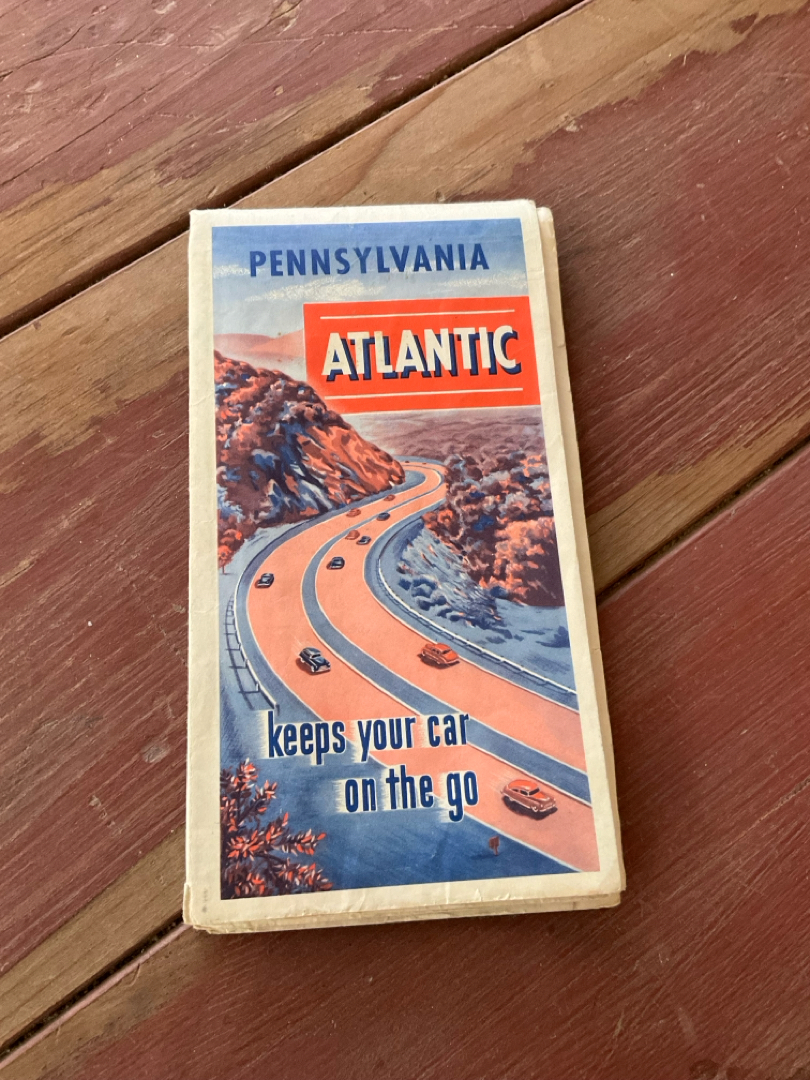 PENNSYLVANIA
ATLANTIC
keeps your car
on the go